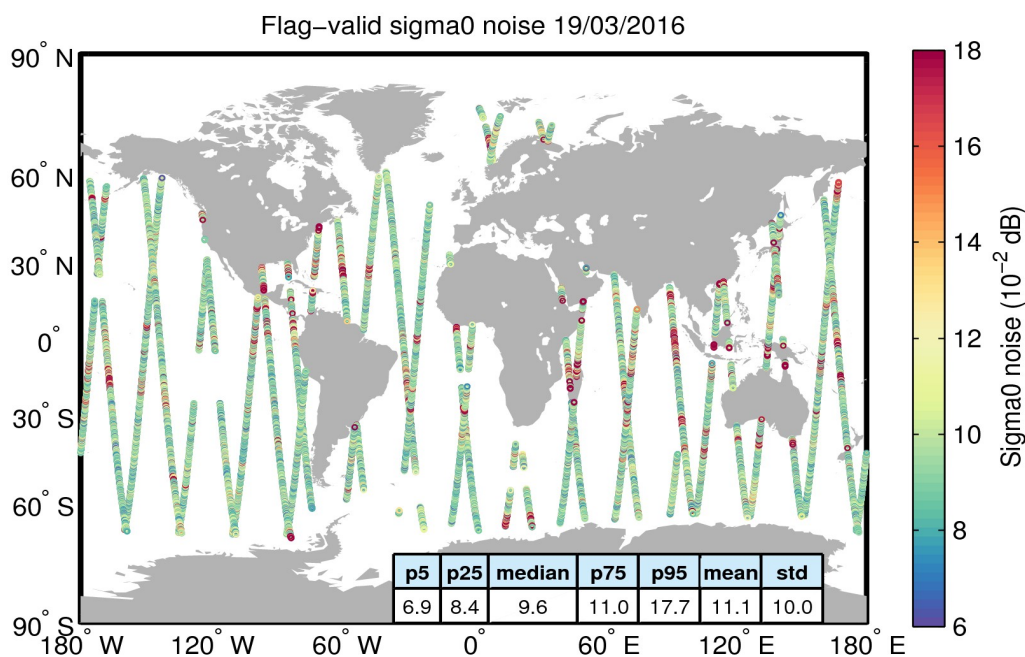 Flag−valid sigma0 noise 19/03/2016
90° N
60° N
30° N
0°
30° S
60° S
90° S
180° W
120° W
60° W
0°
60° E
120° E
180° E
p5 p25 median p75 p95 mean std
6.9 8.4 9.6 11.0 17.7 11.1 10.0
18
16
14
12
10
8
6
Sigma0 noise (10⁻² dB)